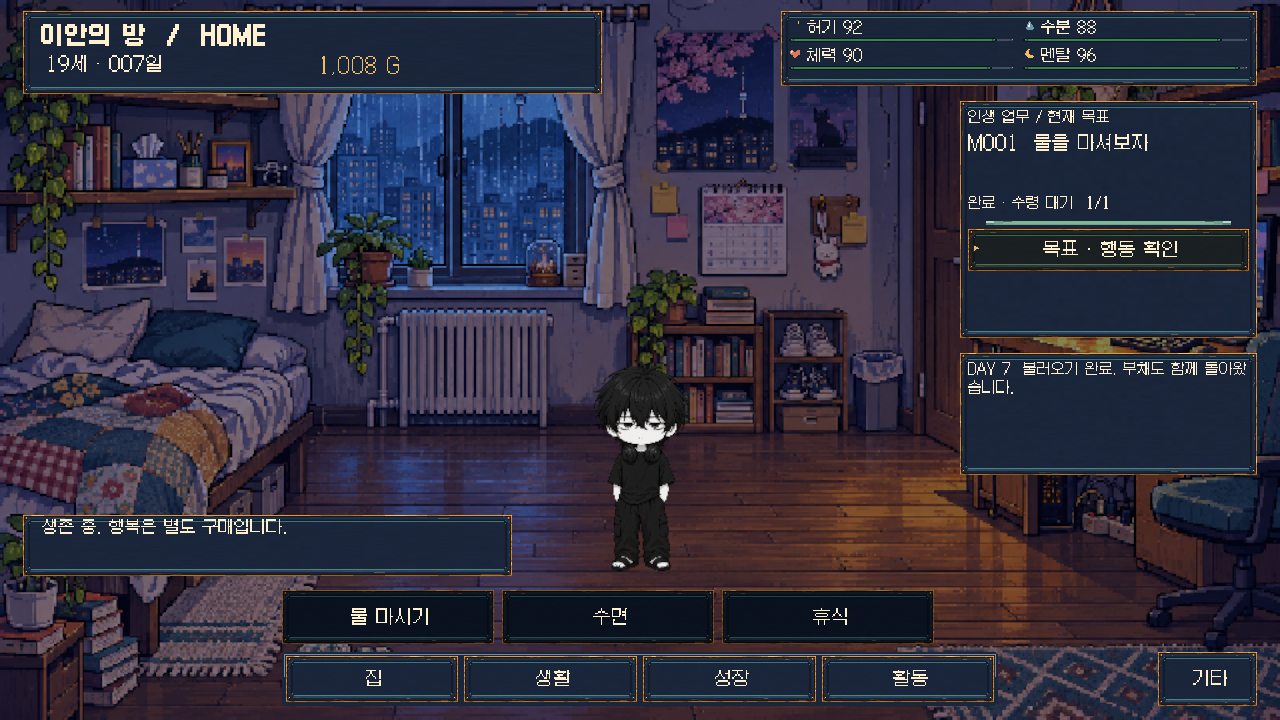 이안의 방 / HOME
19세 · 007일
1,008 G
허기 92
수분 88
체력 90
멘탈 96
인생 업무 / 현재 목표
M001 물을 마셔보자
완료 · 수령 대기 1/1
목표 · 행동 확인
DAY 7 불러오기 완료. 부채도 함께 돌아왔
습니다.
생존 중. 행복은 별도 구매입니다.
물 마시기
수면
휴식
집
생활
성장
활동
기타